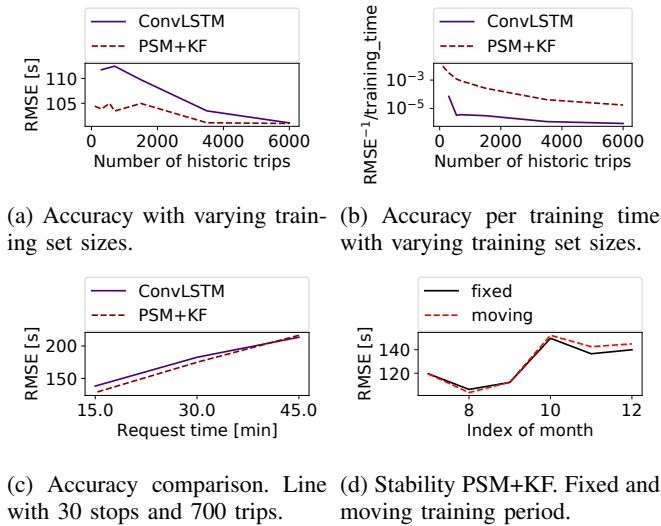 ConvLSTM
PSM+KF
RMSE [s]
110
105
0
2000
4000
6000
Number of historic trips
(a) Accuracy with varying train-
ing set sizes.
ConvLSTM
PSM+KF
RMSE⁻¹/training_time
10⁻³
10⁻⁵
0
2000
4000
6000
Number of historic trips
(b) Accuracy per training time
with varying training set sizes.
ConvLSTM
PSM+KF
RMSE [s]
200
150
15.0
30.0
45.0
Request time [min]
(c) Accuracy comparison. Line
with 30 stops and 700 trips.
fixed
moving
RMSE [s]
140
120
8
10
12
Index of month
(d) Stability PSM+KF. Fixed and
moving training period.